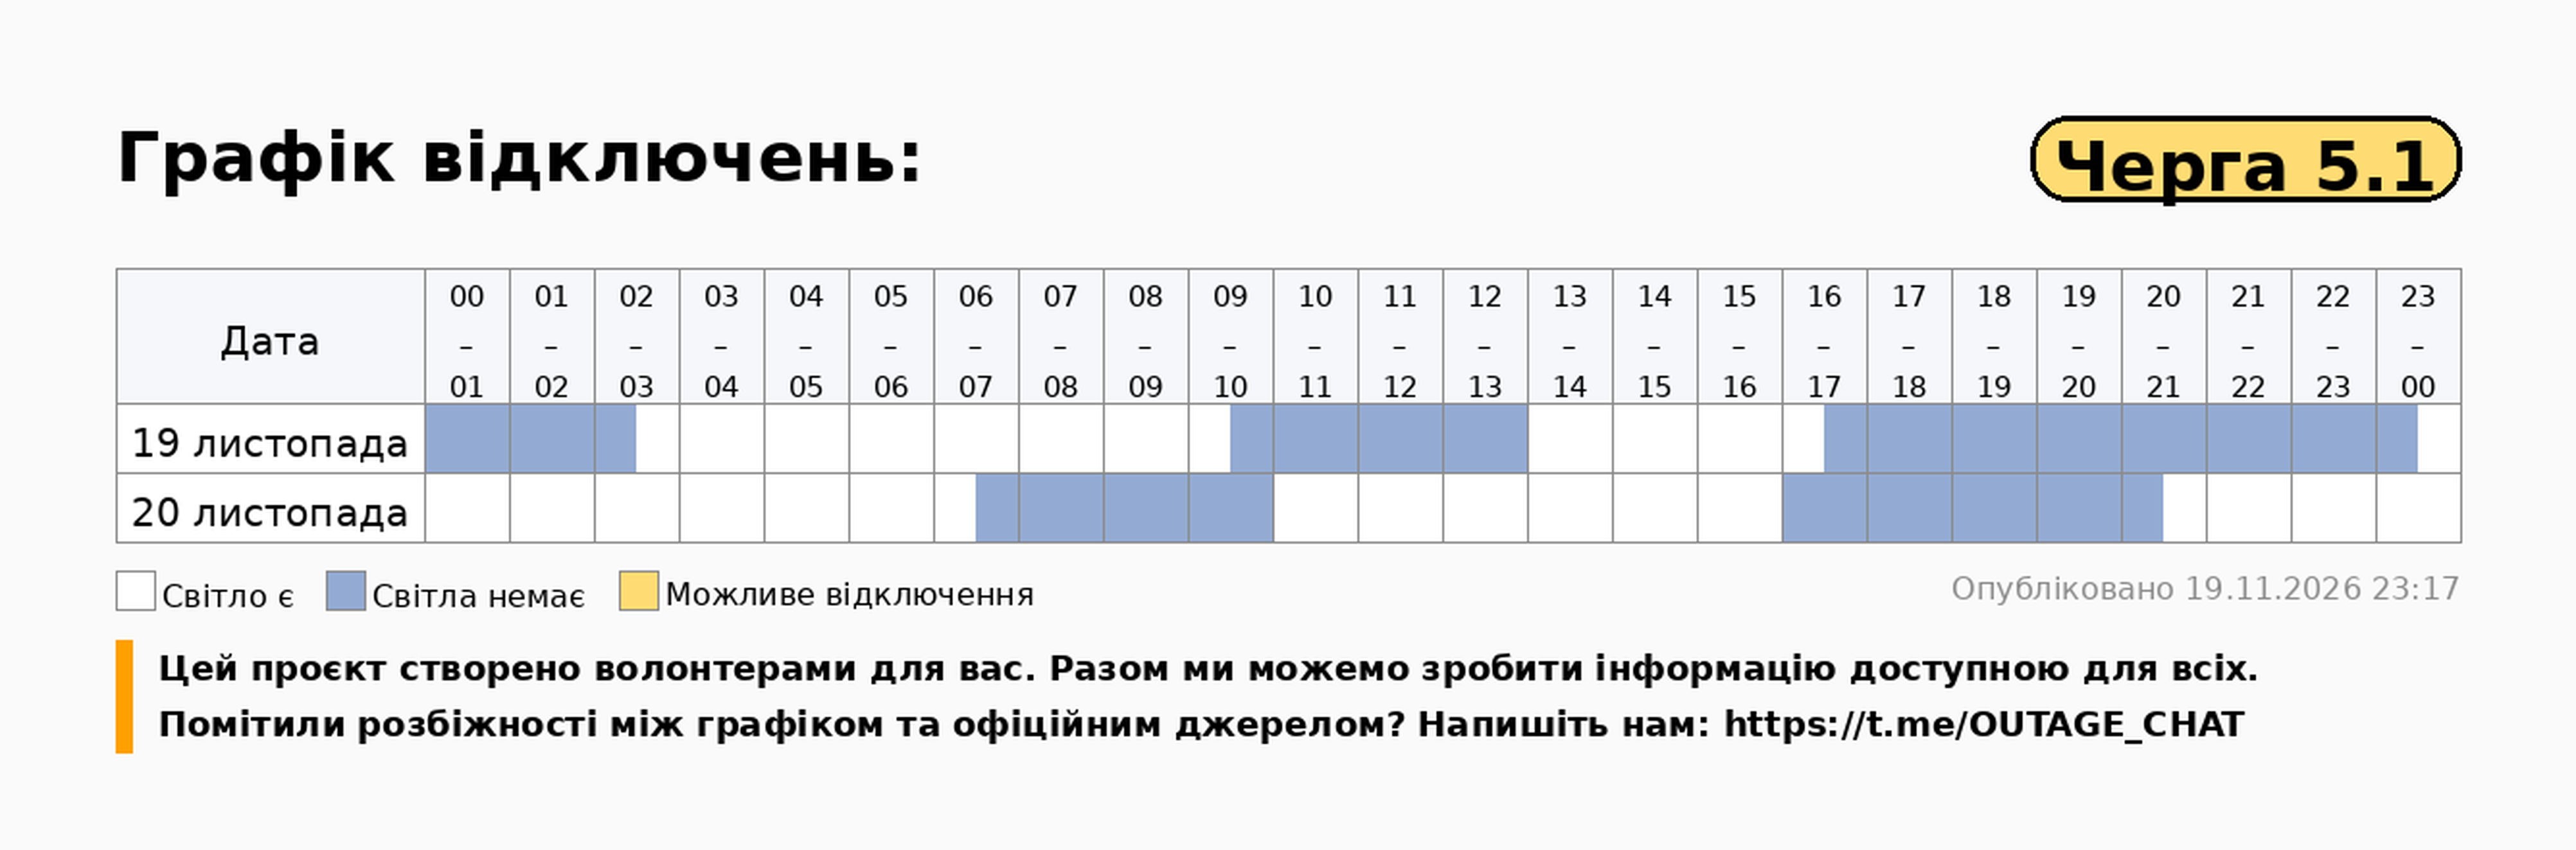 Графік відключень:
Черга 5.1
Дата
00 – 01
01 – 02
02 – 03
03 – 04
04 – 05
05 – 06
06 – 07
07 – 08
08 – 09
09 – 10
10 – 11
11 – 12
12 – 13
13 – 14
14 – 15
15 – 16
16 – 17
17 – 18
18 – 19
19 – 20
20 – 21
21 – 22
22 – 23
23 – 00
19 листопада
20 листопада
Світло є
Світла немає
Можливе відключення
Опубліковано 19.11.2026 23:17
Цей проєкт створено волонтерами для вас. Разом ми можемо зробити інформацію доступною для всіх.
Помітили розбіжності між графіком та офіційним джерелом? Напишіть нам: https://t.me/OUTAGE_CHAT